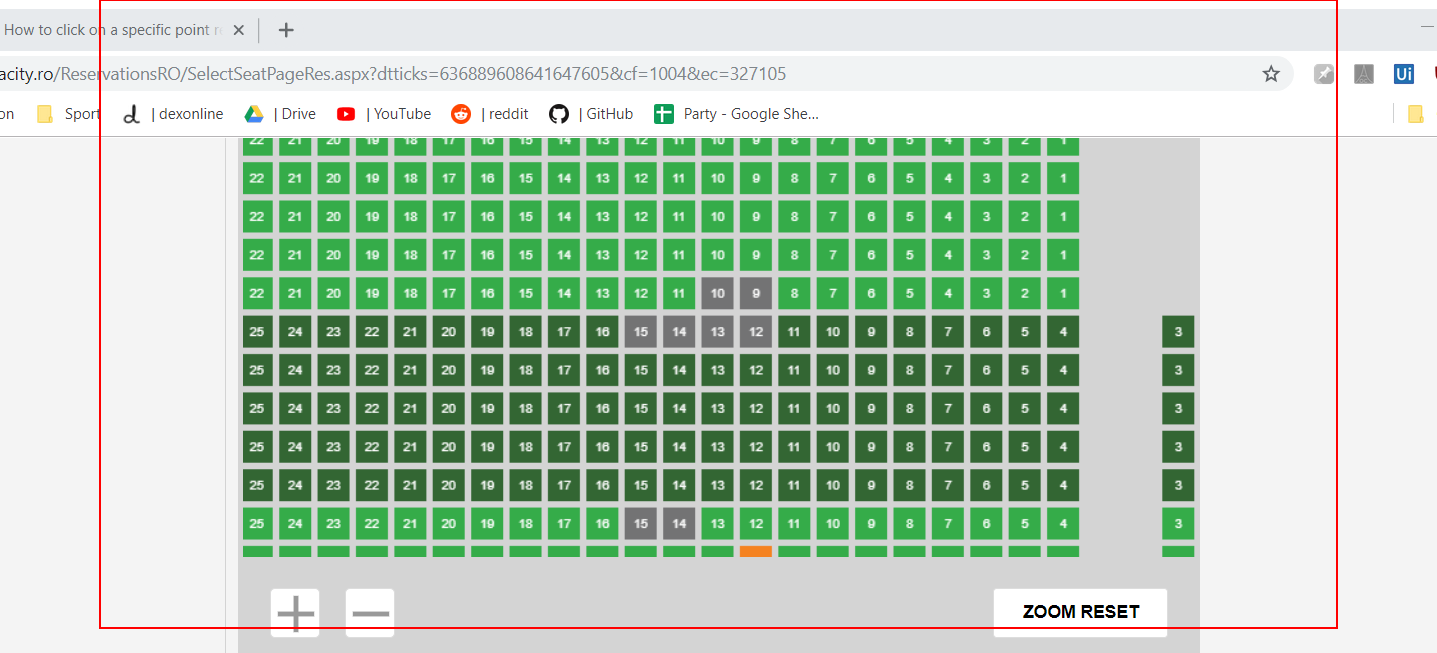 How to click on a specific point
acity.ro/ReservationsRO/SelectSeatPageRes.aspx?dtticks=636889608641647605&cf=1004&ec=327105
Ui
on Sport | dexonline | Drive | YouTube | reddit | GitHub Party - Google She...
22 21 20 19 18 17 16 15 14 13 12 11 10 9 8 7 6 5 4 3 2 1
22 21 20 19 18 17 16 15 14 13 12 11 10 9 8 7 6 5 4 3 2 1
22 21 20 19 18 17 16 15 14 13 12 11 10 9 8 7 6 5 4 3 2 1
22 21 20 19 18 17 16 15 14 13 12 11 10 9 8 7 6 5 4 3 2 1
22 21 20 19 18 17 16 15 14 13 12 11 10 9 8 7 6 5 4 3 2 1
25 24 23 22 21 20 19 18 17 16 15 14 13 12 11 10 9 8 7 6 5 4 3
25 24 23 22 21 20 19 18 17 16 15 14 13 12 11 10 9 8 7 6 5 4 3
25 24 23 22 21 20 19 18 17 16 15 14 13 12 11 10 9 8 7 6 5 4 3
25 24 23 22 21 20 19 18 17 16 15 14 13 12 11 10 9 8 7 6 5 4 3
25 24 23 22 21 20 19 18 17 16 15 14 13 12 11 10 9 8 7 6 5 4 3
25 24 23 22 21 20 19 18 17 16 15 14 13 12 11 10 9 8 7 6 5 4 3
ZOOM RESET